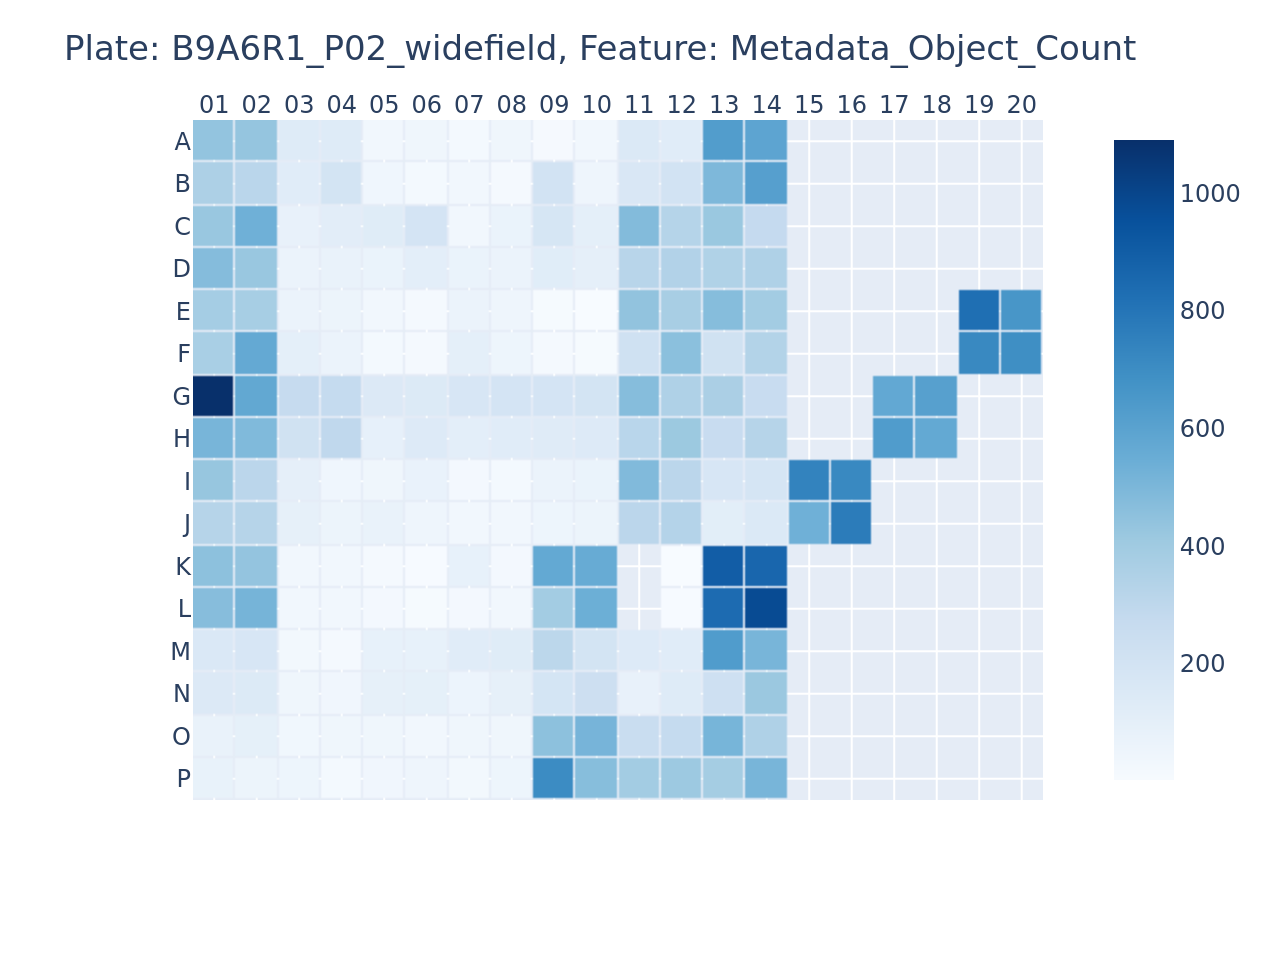 Plate: B9A6R1_P02_widefield, Feature: Metadata_Object_Count
01 02 03 04 05 06 07 08 09 10 11 12 13 14 15 16 17 18 19 20
A
B
C
D
E
F
G
H
I
J
K
L
M
N
O
P
1000
800
600
400
200